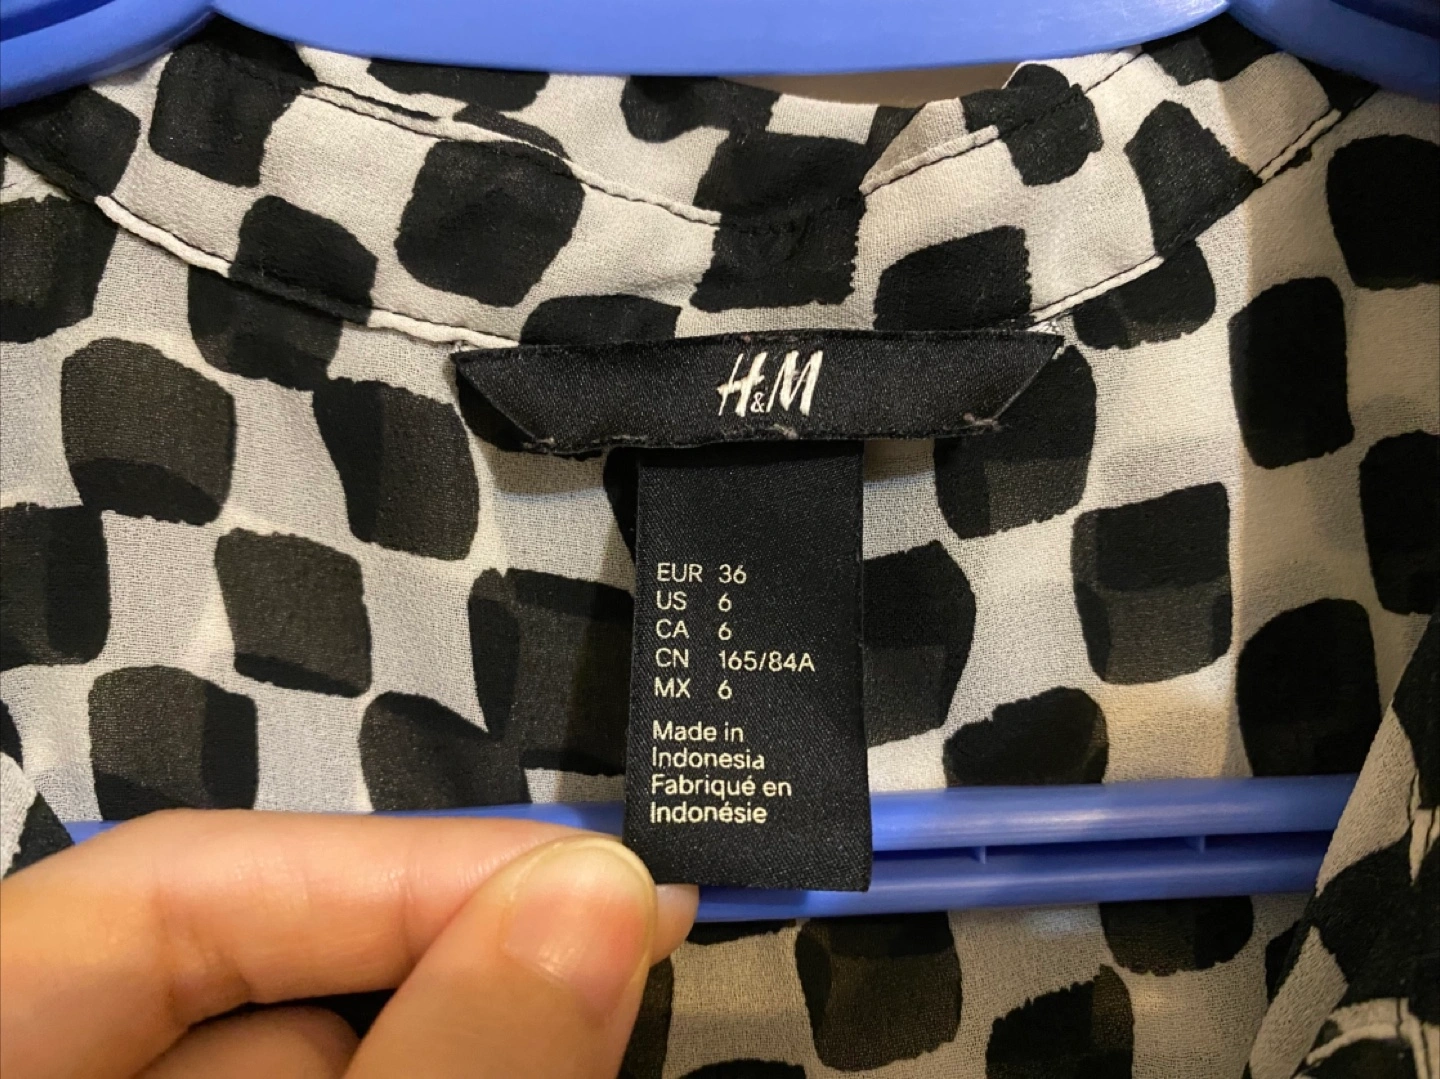 H&M
EUR 36
US 6
CA 6
CN 165/84A
MX 6
Made in
Indonesia
Fabriqué en
Indonésie